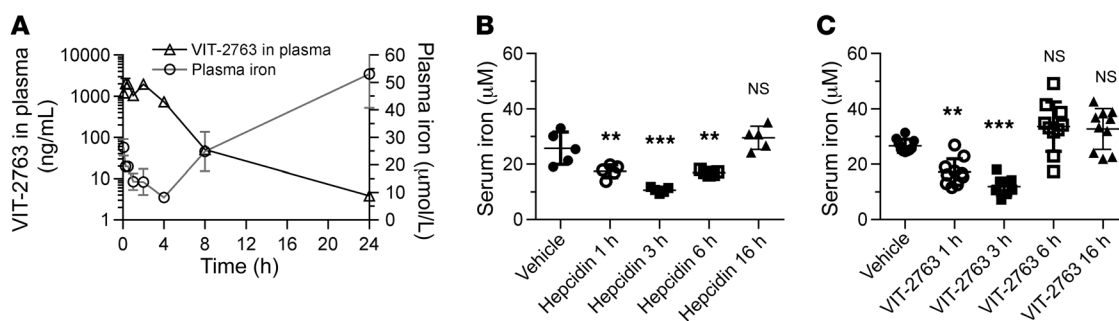 A
VIT-2763 in plasma
(ng/mL)
10000
1000
100
10
1
VIT-2763 in plasma
Plasma iron
60
50
40
30
20
10
0
Plasma iron (μmol/L)
0
4
8
12
16
20
24
Time (h)
B
Serum iron (μM)
60
40
20
0
**
***
**
NS
Vehicle
Hepcidin 1 h
Hepcidin 3 h
Hepcidin 6 h
Hepcidin 16 h
C
Serum iron (μM)
60
40
20
0
**
***
NS
NS
Vehicle
VIT-2763 1 h
VIT-2763 3 h
VIT-2763 6 h
VIT-2763 16 h